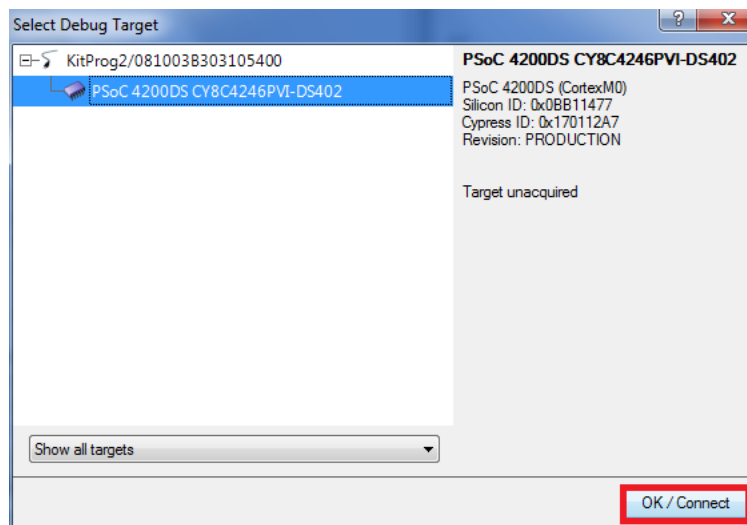 Select Debug Target
?
X
KitProg2/081003B303105400
PSoC 4200DS CY8C4246PVI-DS402
PSoC 4200DS CY8C4246PVI-DS402
PSoC 4200DS (CortexM0)
Silicon ID: 0x0BB11477
Cypress ID: 0x170112A7
Revision: PRODUCTION
Target unacquired
Show all targets
OK / Connect